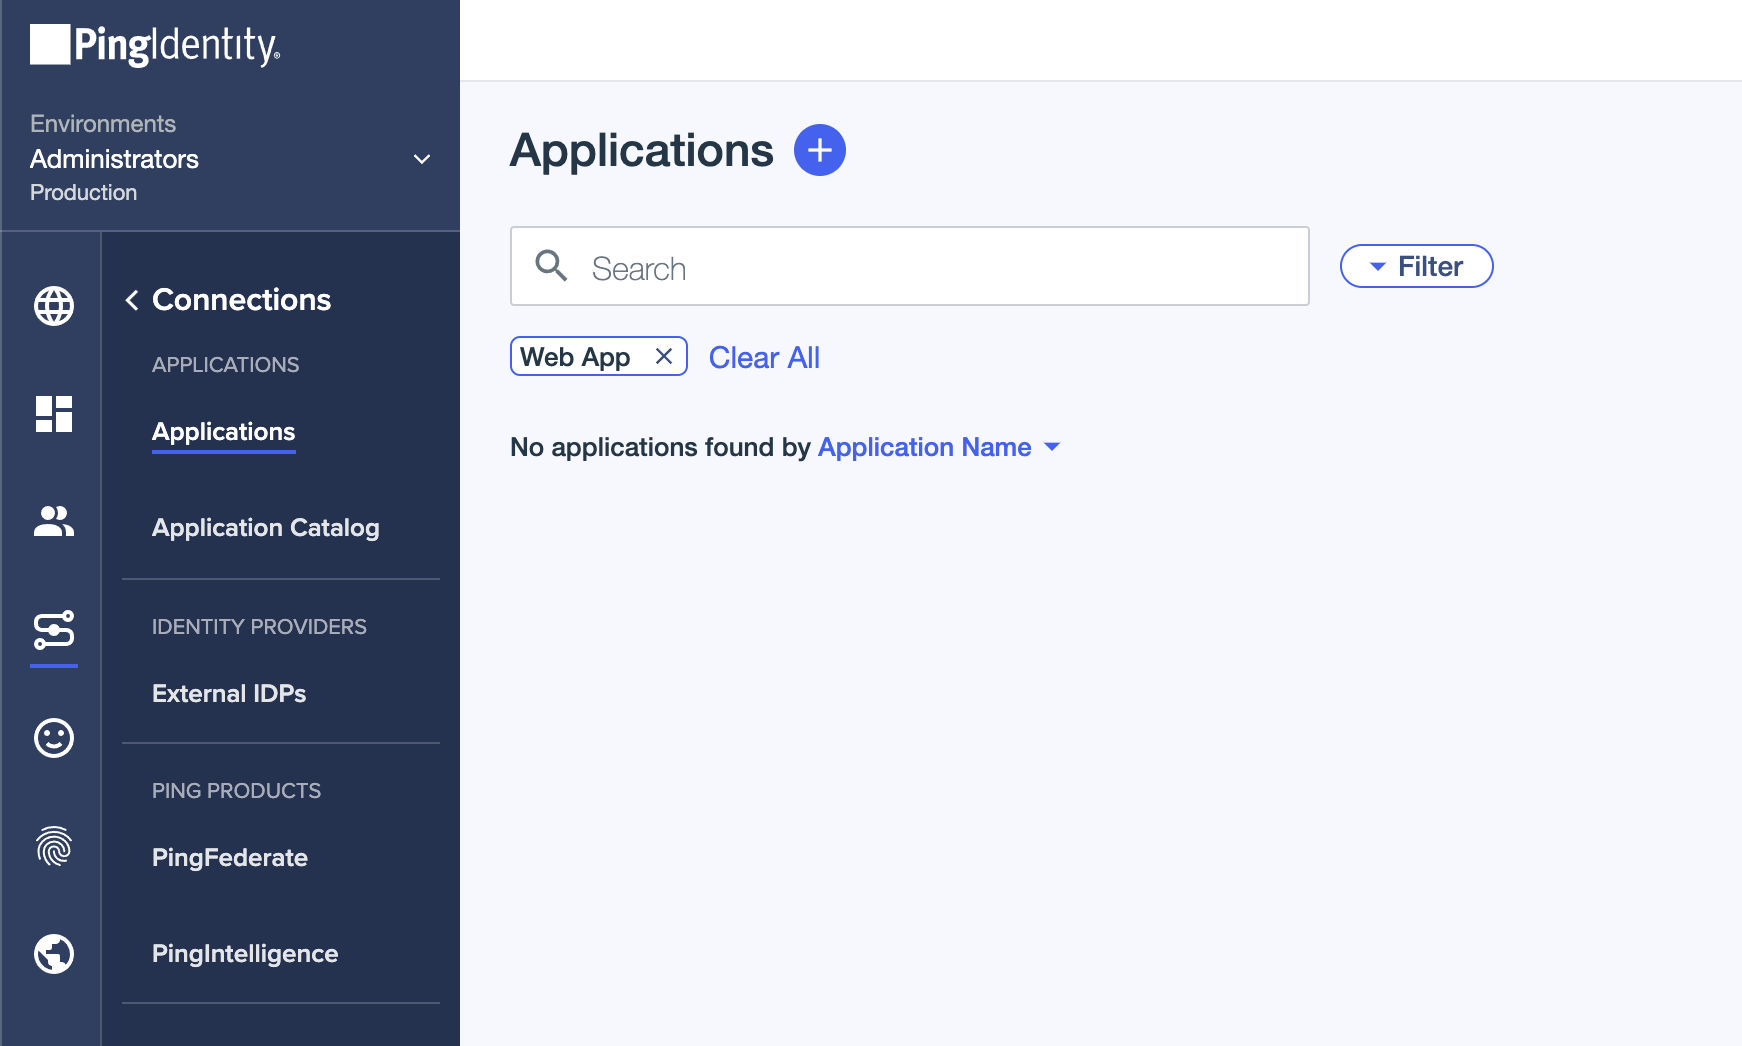 PingIdentity®
Environments
Administrators
Production
Connections
APPLICATIONS
Applications
Application Catalog
IDENTITY PROVIDERS
External IDPs
PING PRODUCTS
PingFederate
PingIntelligence
Applications
Search
Filter
Web App
Clear All
No applications found by Application Name